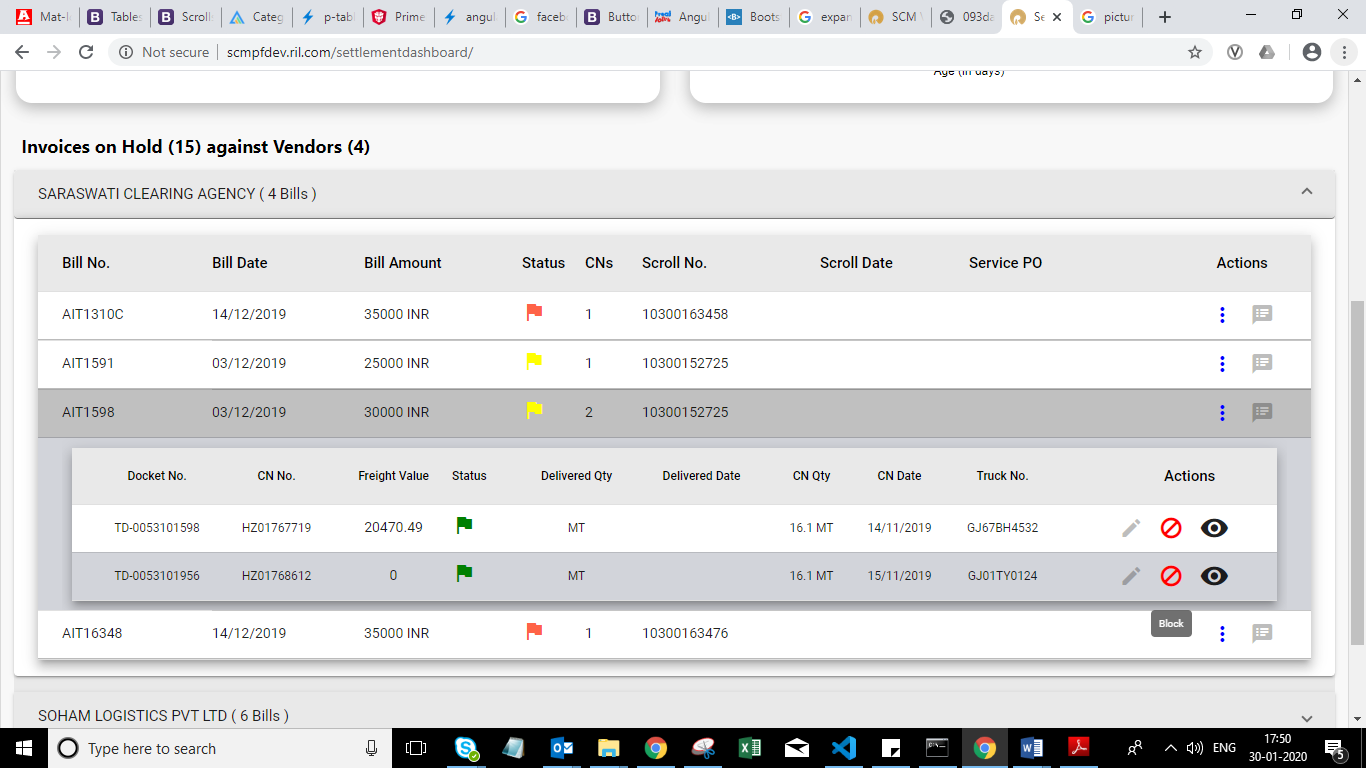 Mat-l
Tables
Scroll
Categ
p-tabl
Prime
angul
faceb
Butto
Angul
Boots
expan
SCM
093da
Se
pictur
Not secure scmpfdev.ril.com/settlementdashboard/
Age (in days)
Invoices on Hold (15) against Vendors (4)
SARASWATI CLEARING AGENCY ( 4 Bills )
Bill No. Bill Date Bill Amount Status CNs Scroll No. Scroll Date Service PO Actions
AIT1310C 14/12/2019 35000 INR 1 10300163458
AIT1591 03/12/2019 25000 INR 1 10300152725
AIT1598 03/12/2019 30000 INR 2 10300152725
Docket No. CN No. Freight Value Status Delivered Qty Delivered Date CN Qty CN Date Truck No. Actions
TD-0053101598 HZ01767719 20470.49 MT 16.1 MT 14/11/2019 GJ67BH4532
TD-0053101956 HZ01768612 0 MT 16.1 MT 15/11/2019 GJ01TY0124
Block
AIT16348 14/12/2019 35000 INR 1 10300163476
SOHAM LOGISTICS PVT LTD ( 6 Bills )
Type here to search
ENG
17:50
30-01-2020
5